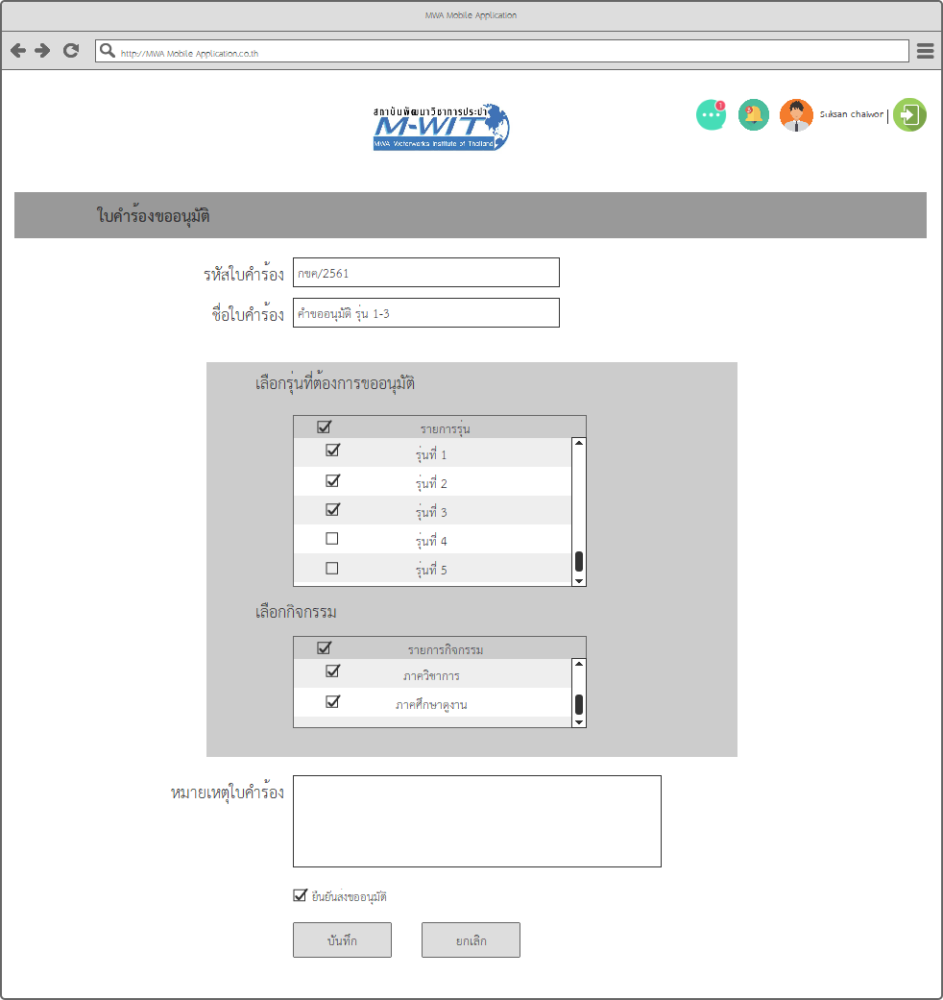 MWA Mobile Application
http://MWA Mobile Application.co.th
สถาบันพัฒนาวิชาการประปา
M-WIT
MWA Waterworks Institute of Thailand
1
5
Suksan chaiwon |
ใบคำร้องขออนุมัติ
รหัสใบคำร้อง กขค/2561
ชื่อใบคำร้อง คำขออนุมัติ รุ่น 1-3
เลือกรุ่นที่ต้องการขออนุมัติ
รายการรุ่น
รุ่นที่ 1
รุ่นที่ 2
รุ่นที่ 3
รุ่นที่ 4
รุ่นที่ 5
เลือกกิจกรรม
รายการกิจกรรม
ภาควิชาการ
ภาคศึกษาดูงาน
หมายเหตุใบคำร้อง
ยืนยันส่งขออนุมัติ
บันทึก ยกเลิก